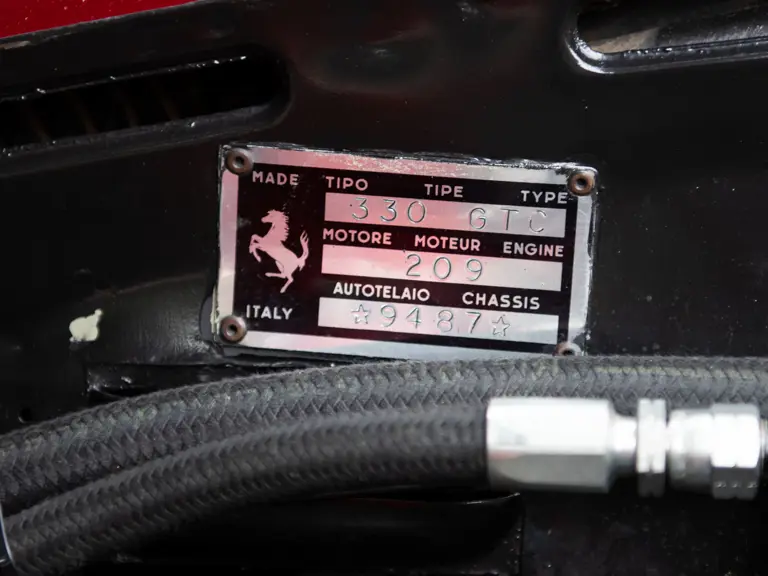 MADE TIPO TIPE TYPE
330 GTC
MOTORE MOTEUR ENGINE
209
AUTOTELAIO CHASSIS
ITALY ☆9487☆